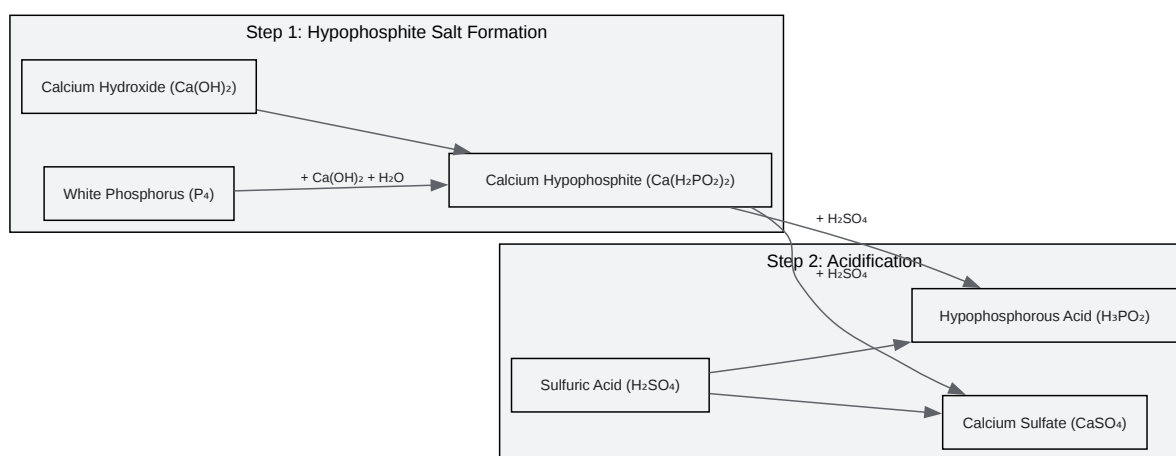 Step 1: Hypophosphite Salt Formation
Calcium Hydroxide (Ca(OH)₂)
White Phosphorus (P₄)
+ Ca(OH)₂ + H₂O
Calcium Hypophosphite (Ca(H₂PO₂)₂)
+ H₂SO₄
Step 2: Acidification
+ H₂SO₄
Hypophosphorous Acid (H₃PO₂)
Sulfuric Acid (H₂SO₄)
Calcium Sulfate (CaSO₄)